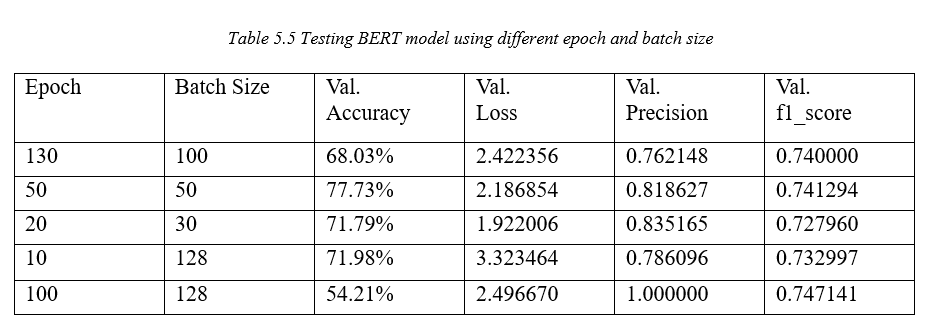 Table 5.5 Testing BERT model using different epoch and batch size
Epoch Batch Size Val. Accuracy Val. Loss Val. Precision Val. f1_score
130 100 68.03% 2.422356 0.762148 0.740000
50 50 77.73% 2.186854 0.818627 0.741294
20 30 71.79% 1.922006 0.835165 0.727960
10 128 71.98% 3.323464 0.786096 0.732997
100 128 54.21% 2.496670 1.000000 0.747141